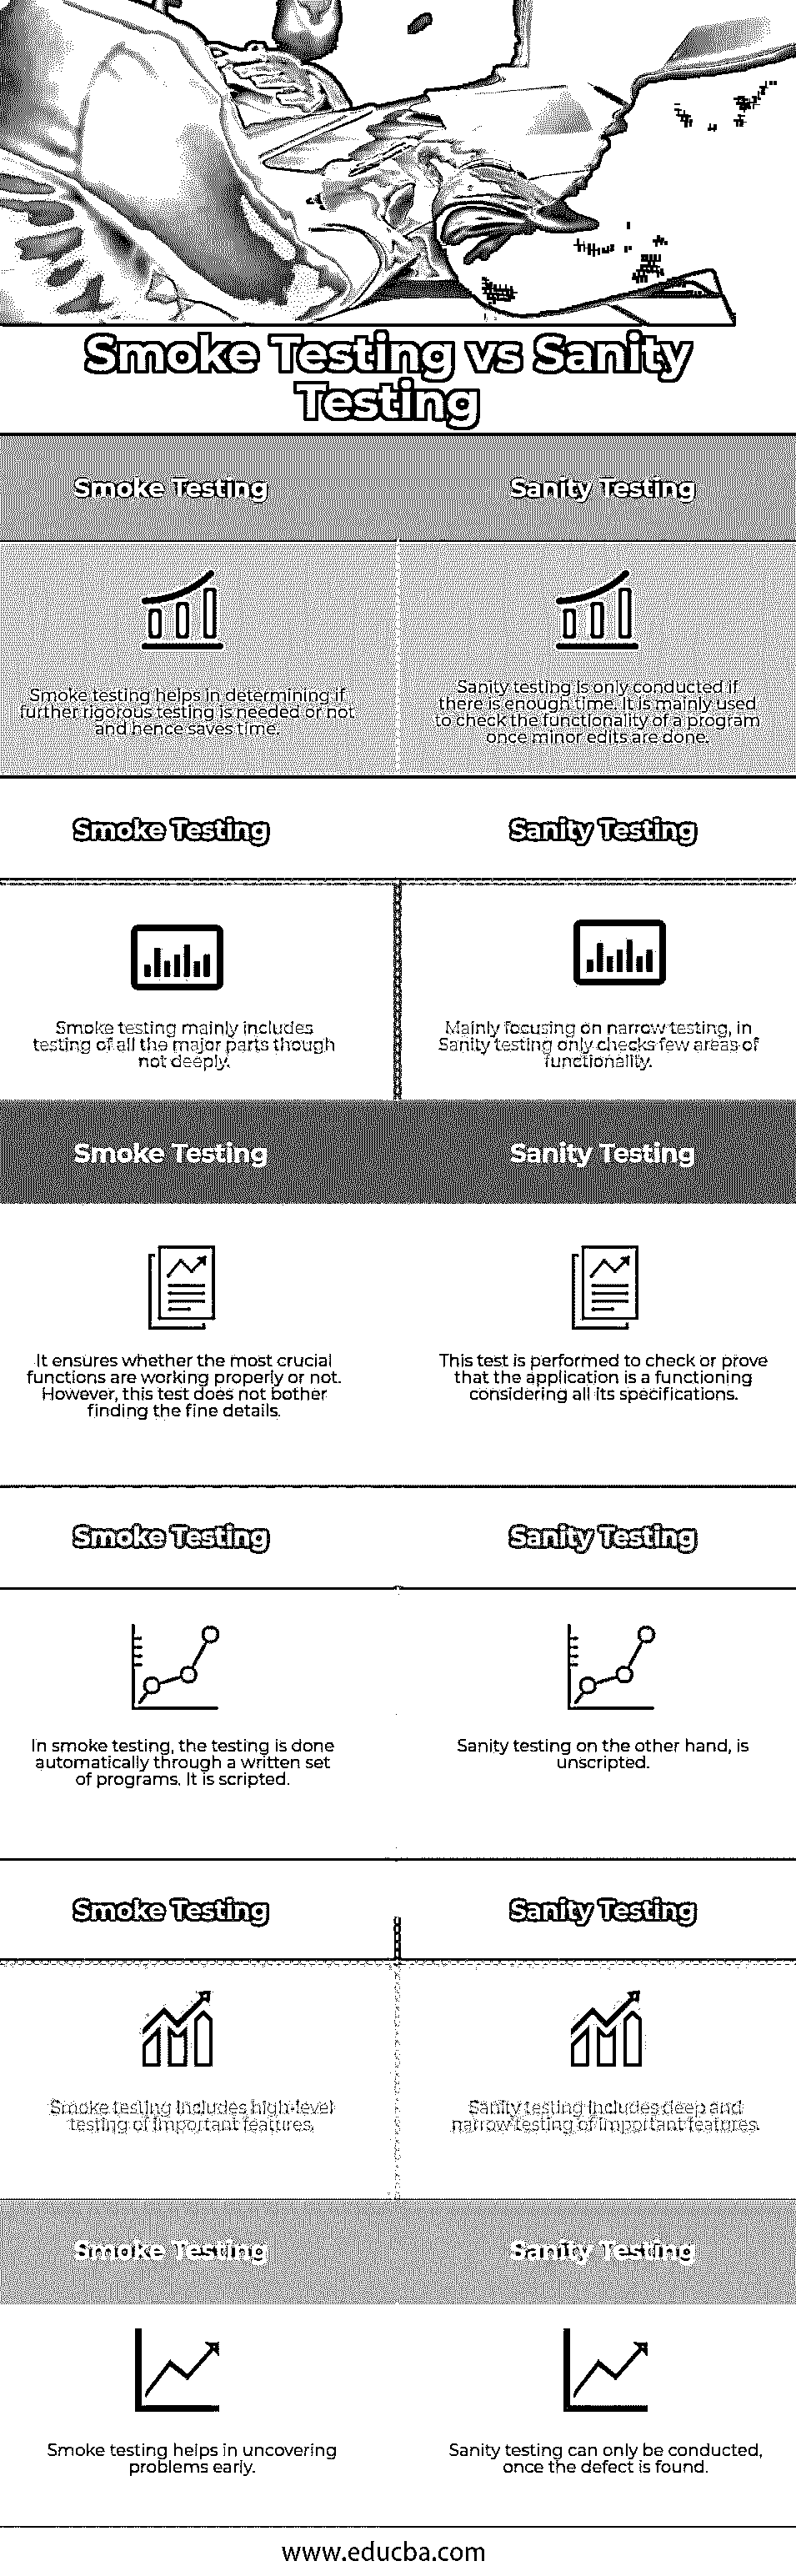 Smoke Testing vs Sanity
Testing
Smoke Testing
Sanity Testing
Smoke testing helps in determining if
further rigorous testing is needed or not
and hence saves time.
Sanity testing is only conducted if
there is enough time. It is mainly used
to check the functionality of a program
once minor edits are done.
Smoke Testing
Sanity Testing
Smoke testing mainly includes
testing of all the major parts though
not deeply.
Mainly focusing on narrow testing, in
Sanity testing only checks few areas of
functionality.
Smoke Testing
Sanity Testing
It ensures whether the most crucial
functions are working properly or not.
However, this test does not bother
finding the fine details.
This test is performed to check or prove
that the application is a functioning
considering all its specifications.
Smoke Testing
Sanity Testing
In smoke testing, the testing is done
automatically through a written set
of programs. It is scripted.
Sanity testing on the other hand, is
unscripted.
Smoke Testing
Sanity Testing
Smoke testing includes high-level
testing of important features.
Sanity testing includes deep and
narrow testing of important features.
Smoke Testing
Sanity Testing
Smoke testing helps in uncovering
problems early.
Sanity testing can only be conducted,
once the defect is found.
www.educba.com